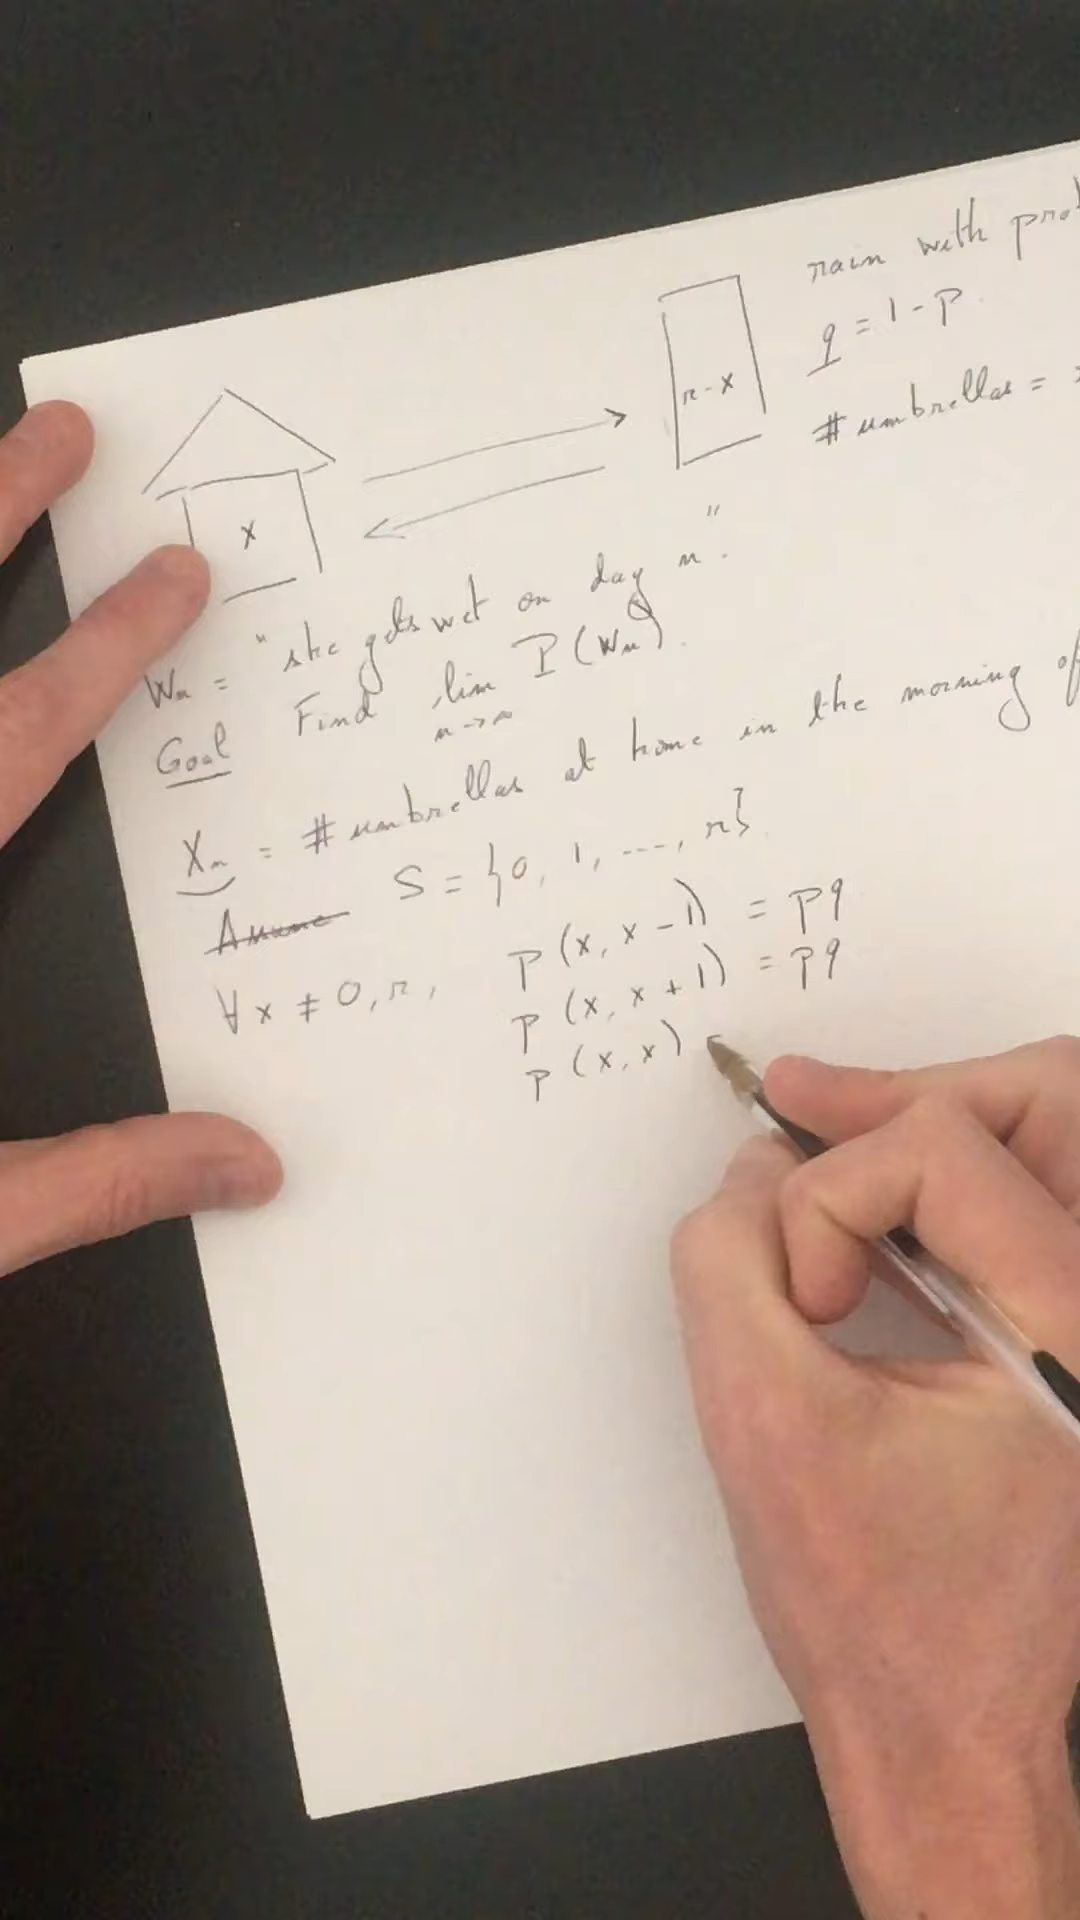 rain with
q = 1 - p.
# umbrellas =
r - x
x
Wn = "she gets wet on day n".
Goal Find lim P(Wn).
n→∞
Xn = # umbrellas at home in the morning of
S = {0, 1, ---, r}.
Assume
∀x ≠ 0, r, p(x, x-1) = pq
p(x, x+1) = pq
p(x, x)